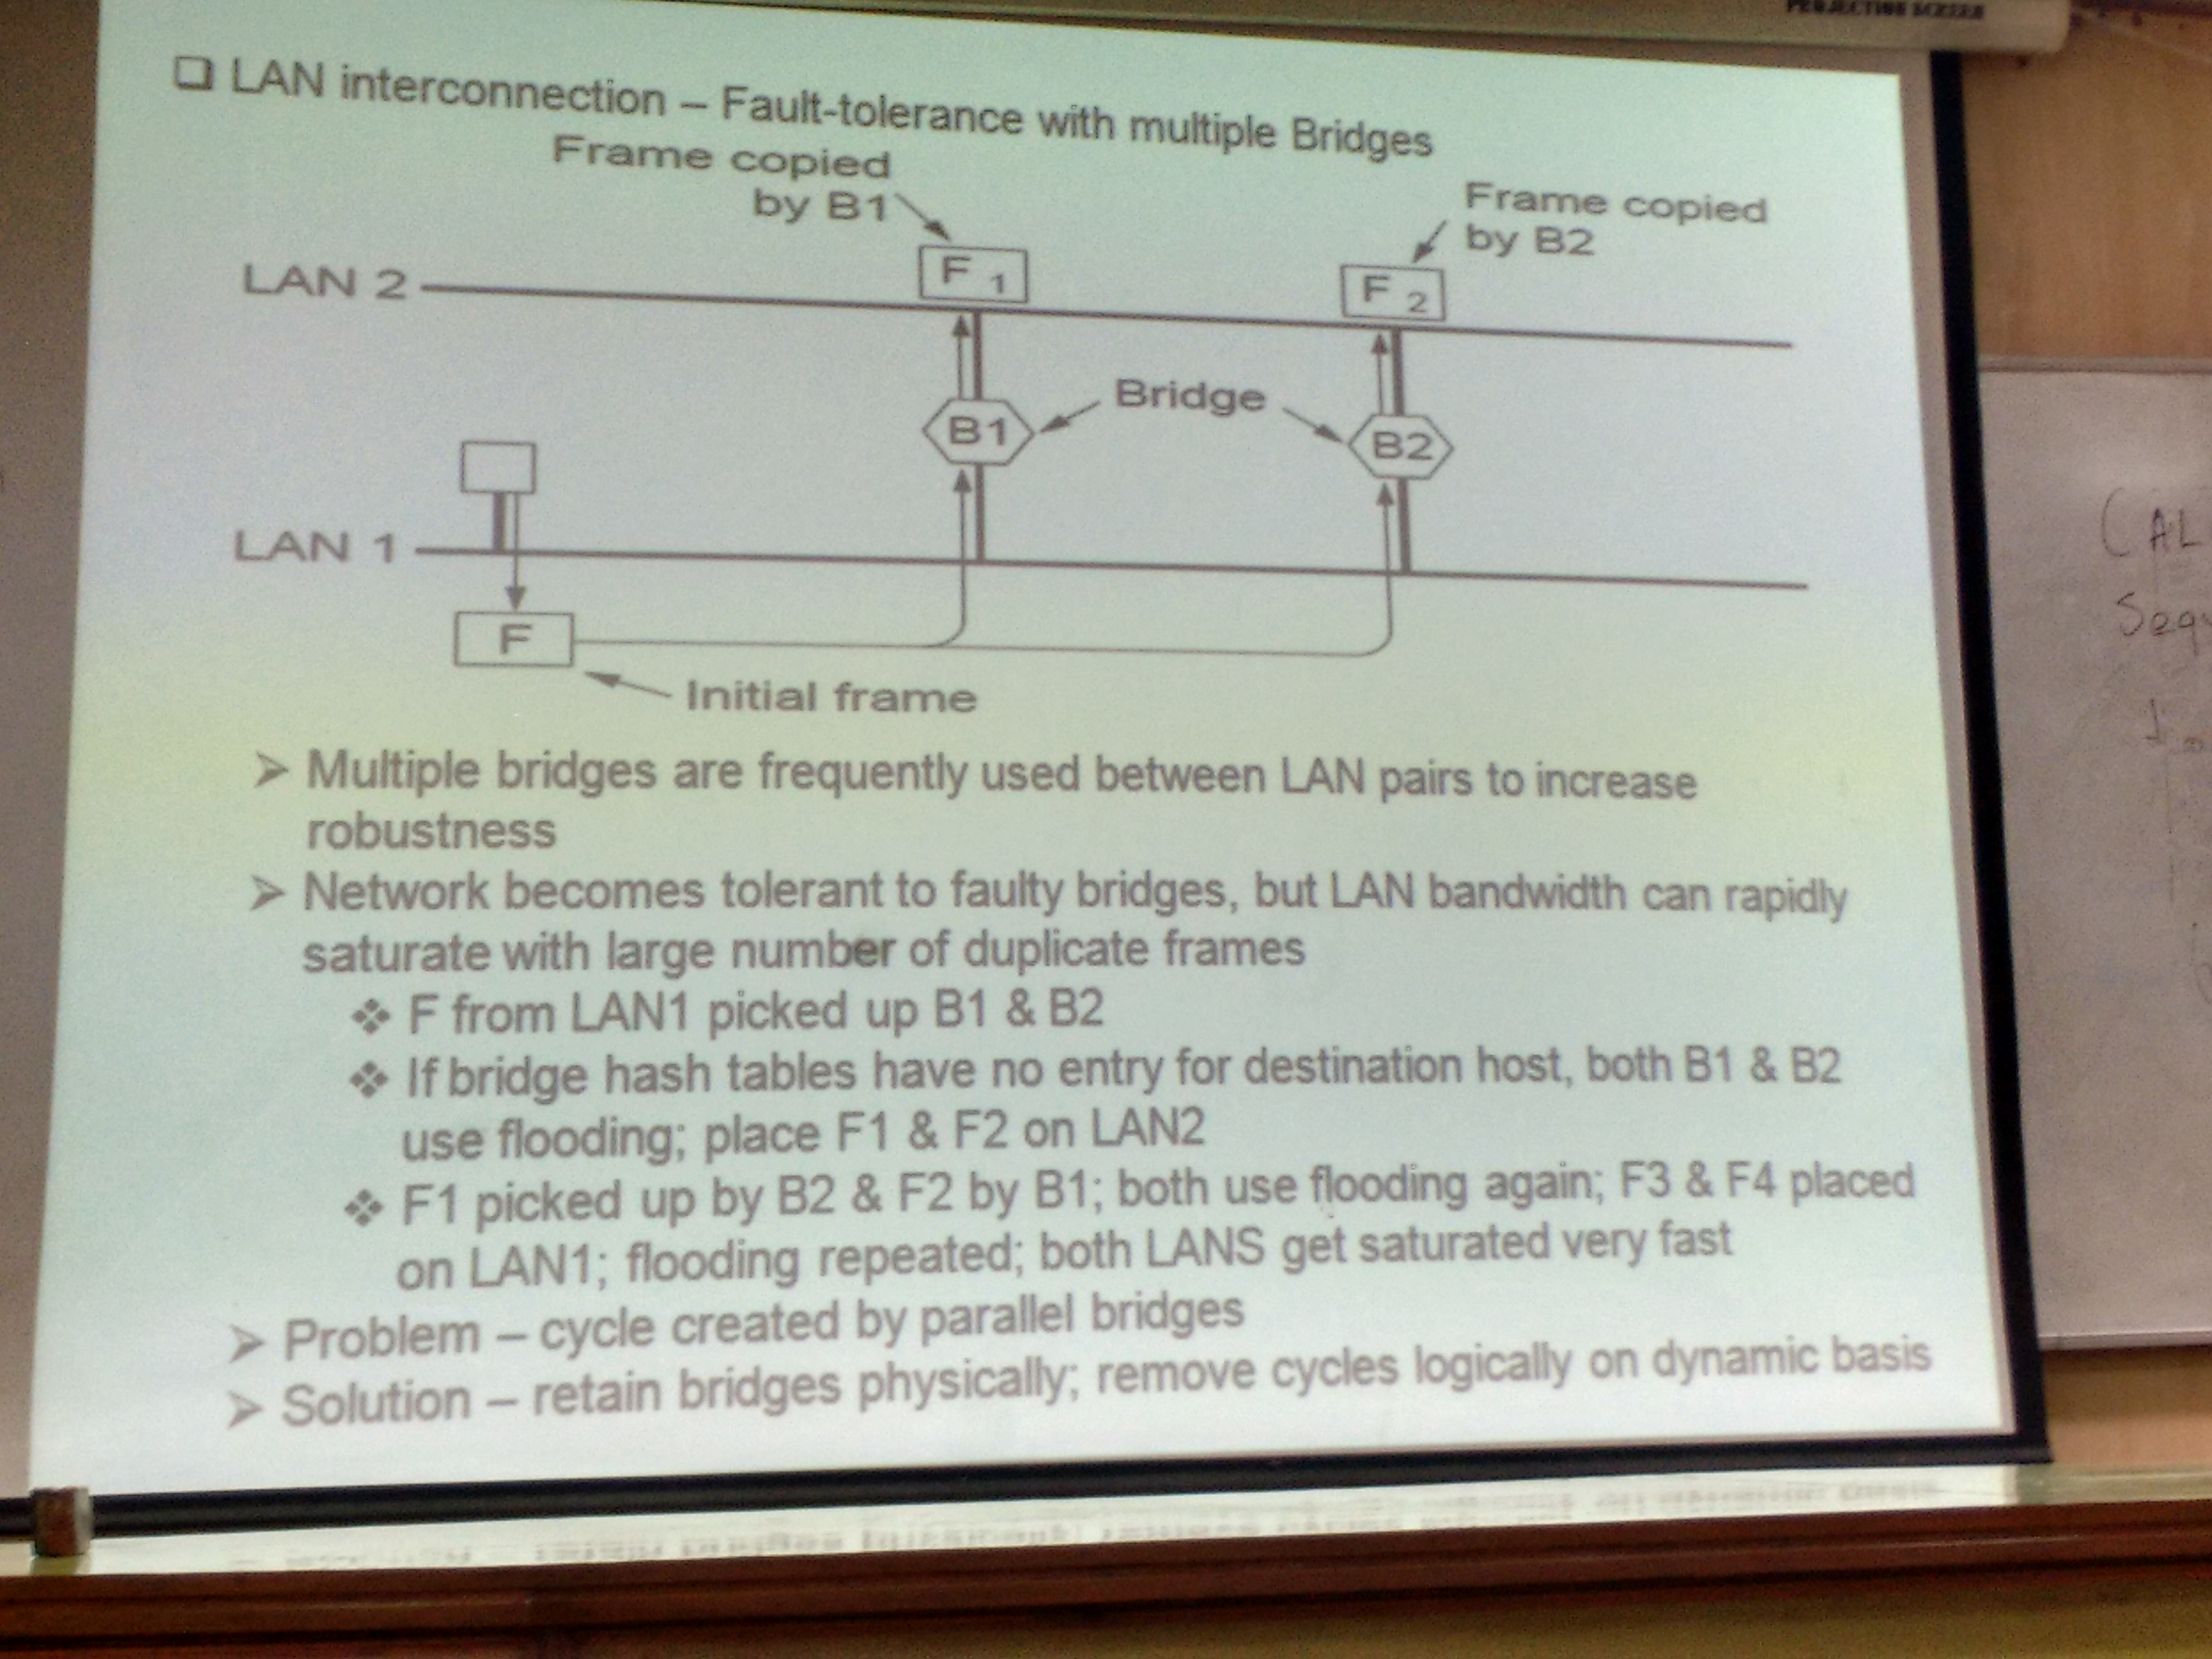 PROJECTION SCREEN
❑ LAN interconnection – Fault-tolerance with multiple Bridges
Frame copied
by B1
Frame copied
by B2
F 1
F 2
LAN 2
Bridge
B1
B2
LAN 1
F
Initial frame
➢ Multiple bridges are frequently used between LAN pairs to increase
robustness
➢ Network becomes tolerant to faulty bridges, but LAN bandwidth can rapidly
saturate with large number of duplicate frames
❖ F from LAN1 picked up B1 & B2
❖ If bridge hash tables have no entry for destination host, both B1 & B2
use flooding; place F1 & F2 on LAN2
❖ F1 picked up by B2 & F2 by B1; both use flooding again; F3 & F4 placed
on LAN1; flooding repeated; both LANS get saturated very fast
➢ Problem – cycle created by parallel bridges
➢ Solution – retain bridges physically; remove cycles logically on dynamic basis